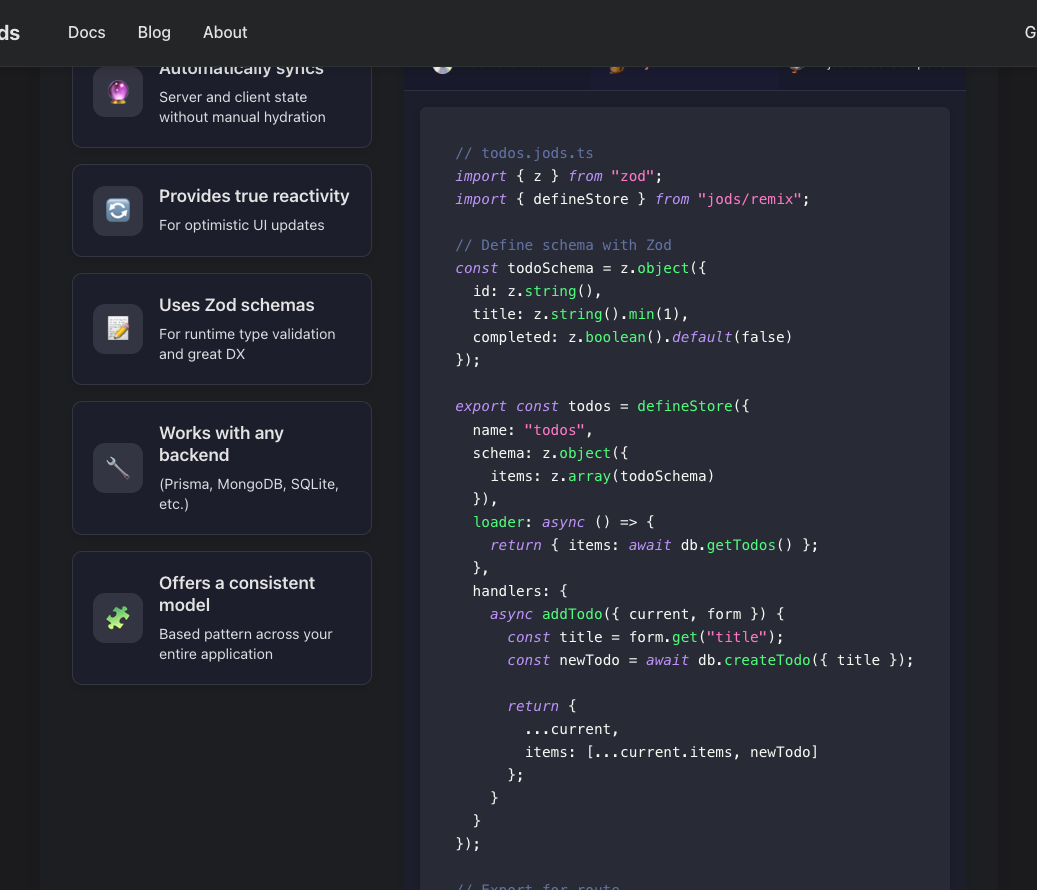 ds
Docs
Blog
About
G
Automatically syncs
Server and client state
without manual hydration
Provides true reactivity
For optimistic UI updates
Uses Zod schemas
For runtime type validation
and great DX
Works with any
backend
(Prisma, MongoDB, SQLite,
etc.)
Offers a consistent
model
Based pattern across your
entire application
// todos.jods.ts
import { z } from "zod";
import { defineStore } from "jods/remix";
// Define schema with Zod
const todoSchema = z.object({
  id: z.string(),
  title: z.string().min(1),
  completed: z.boolean().default(false)
});
export const todos = defineStore({
  name: "todos",
  schema: z.object({
    items: z.array(todoSchema)
  }),
  loader: async () => {
    return { items: await db.getTodos() };
  },
  handlers: {
    async addTodo({ current, form }) {
      const title = form.get("title");
      const newTodo = await db.createTodo({ title });
      return {
        ...current,
        items: [...current.items, newTodo]
      };
    }
  }
});
// Export for route